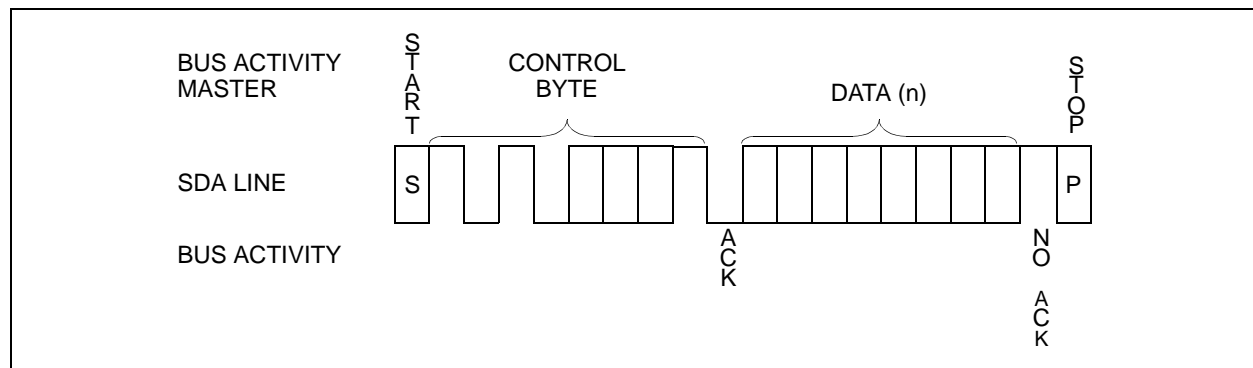 BUS ACTIVITY
MASTER
START
CONTROL
BYTE
DATA (n)
STOP
SDA LINE
S
P
BUS ACTIVITY
ACK
NO ACK